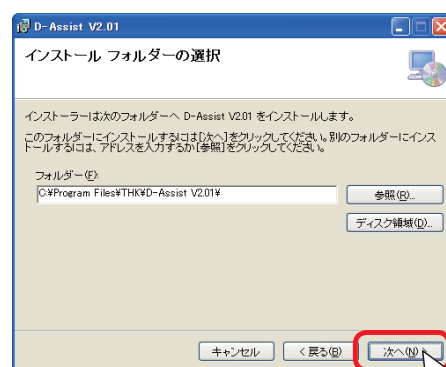 D-Assist V2.01
インストール フォルダーの選択
インストーラーは次のフォルダーへ D-Assist V2.01 をインストールします。
このフォルダーにインストールするには[次へ]をクリックしてください。別のフォルダーにインス
トールするには、アドレスを入力するか[参照]をクリックしてください。
フォルダー(F):
C:¥Program Files¥THK¥D-Assist V2.01¥
参照(R)...
ディスク領域(D)...
キャンセル
< 戻る(B)
次へ(N) >